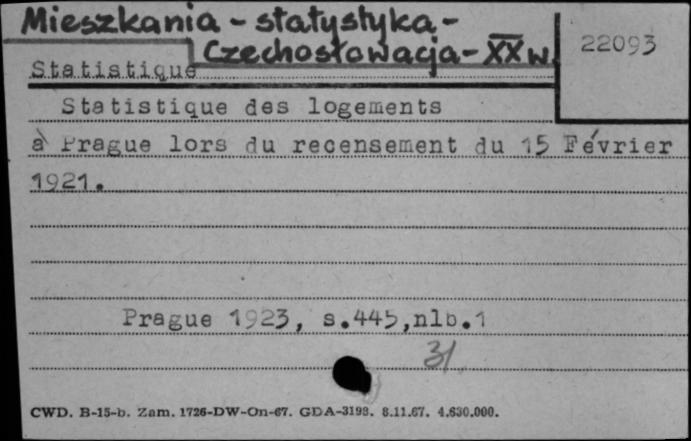 Mieszkania - statystyka -
Czechosłowacja - XX w.
22093
Statistique
Statistique des logements
à Prague lors du recensement du 15 Février
1921.
Prague 1923, s.445,nlb.1
31.
CWD. B-15-b. Zam. 1726-DW-On-67. GDA-3198. 8.11.67. 4.630.000.